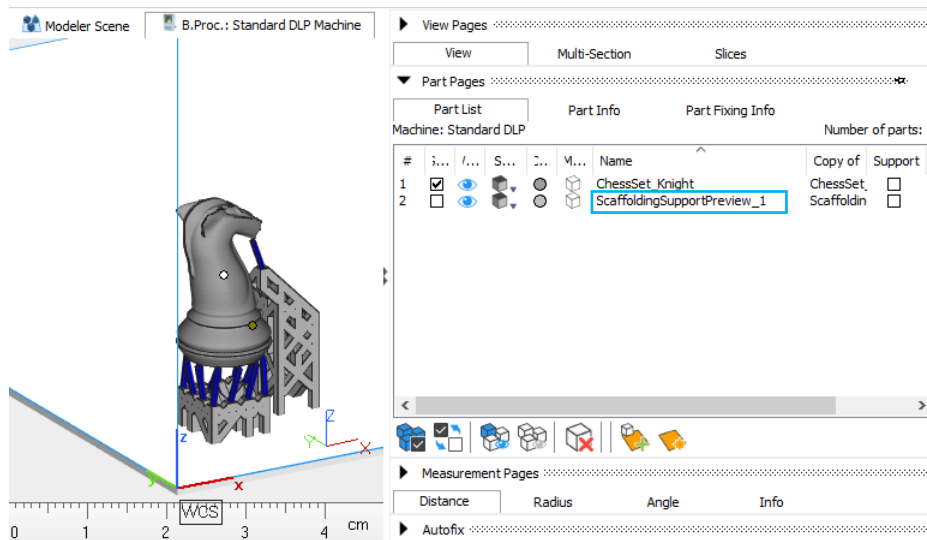 Modeler Scene
B.Proc.: Standard DLP Machine
View Pages
View
Multi-Section
Slices
Part Pages
Part List
Part Info
Part Fixing Info
Machine: Standard DLP
Number of parts:
# S... S... M... Name Copy of Support
1 ChessSet_Knight ChessSet_
2 ScaffoldingSupportPreview_1 Scaffoldin
Z
Y
X
z
y
x
WCS
0 1 2 3 4 cm
Measurement Pages
Distance
Radius
Angle
Info
Autofix